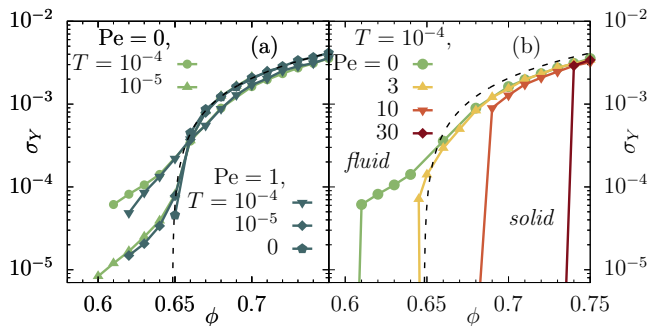 Pe = 0,
T = 10⁻⁴
10⁻⁵
(a)
Pe = 1,
T = 10⁻⁴
10⁻⁵
0
σ_Y
10⁻²
10⁻³
10⁻⁴
10⁻⁵
0.6
0.65
0.7
ϕ
T = 10⁻⁴,
Pe = 0
3
10
30
(b)
fluid
solid
10⁻²
10⁻³
10⁻⁴
10⁻⁵
σ_Y
0.6
0.65
0.7
0.75
ϕ